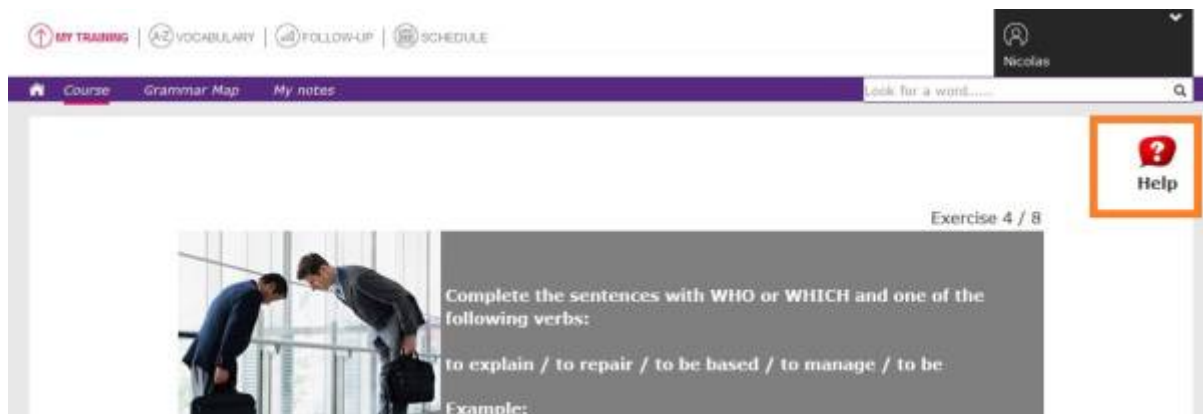 MY TRAINING | A-Z VOCABULARY | FOLLOW-UP | SCHEDULE
Nicolas
Course Grammar Map My notes Look for a word......
?
Help
Exercise 4 / 8
Complete the sentences with WHO or WHICH and one of the
following verbs:
to explain / to repair / to be based / to manage / to be
Example: